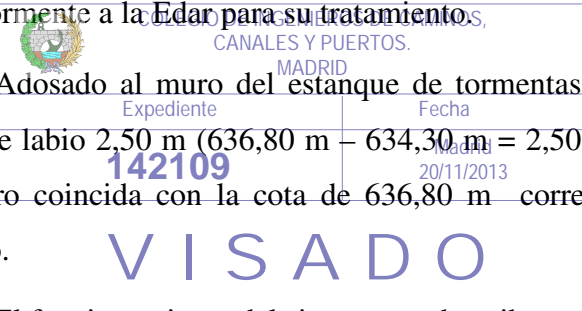 ormente a la Edar para su tratamiento.
COLEGIO DE INGENIEROS DE CAMINOS,
CANALES Y PUERTOS.
MADRID
Adosado al muro del estanque de tormentas
Expediente Fecha
e labio 2,50 m (636,80 m – 634,30 m = 2,50
142109 Madrid
20/11/2013
ro coincida con la cota de 636,80 m corre
VISADO